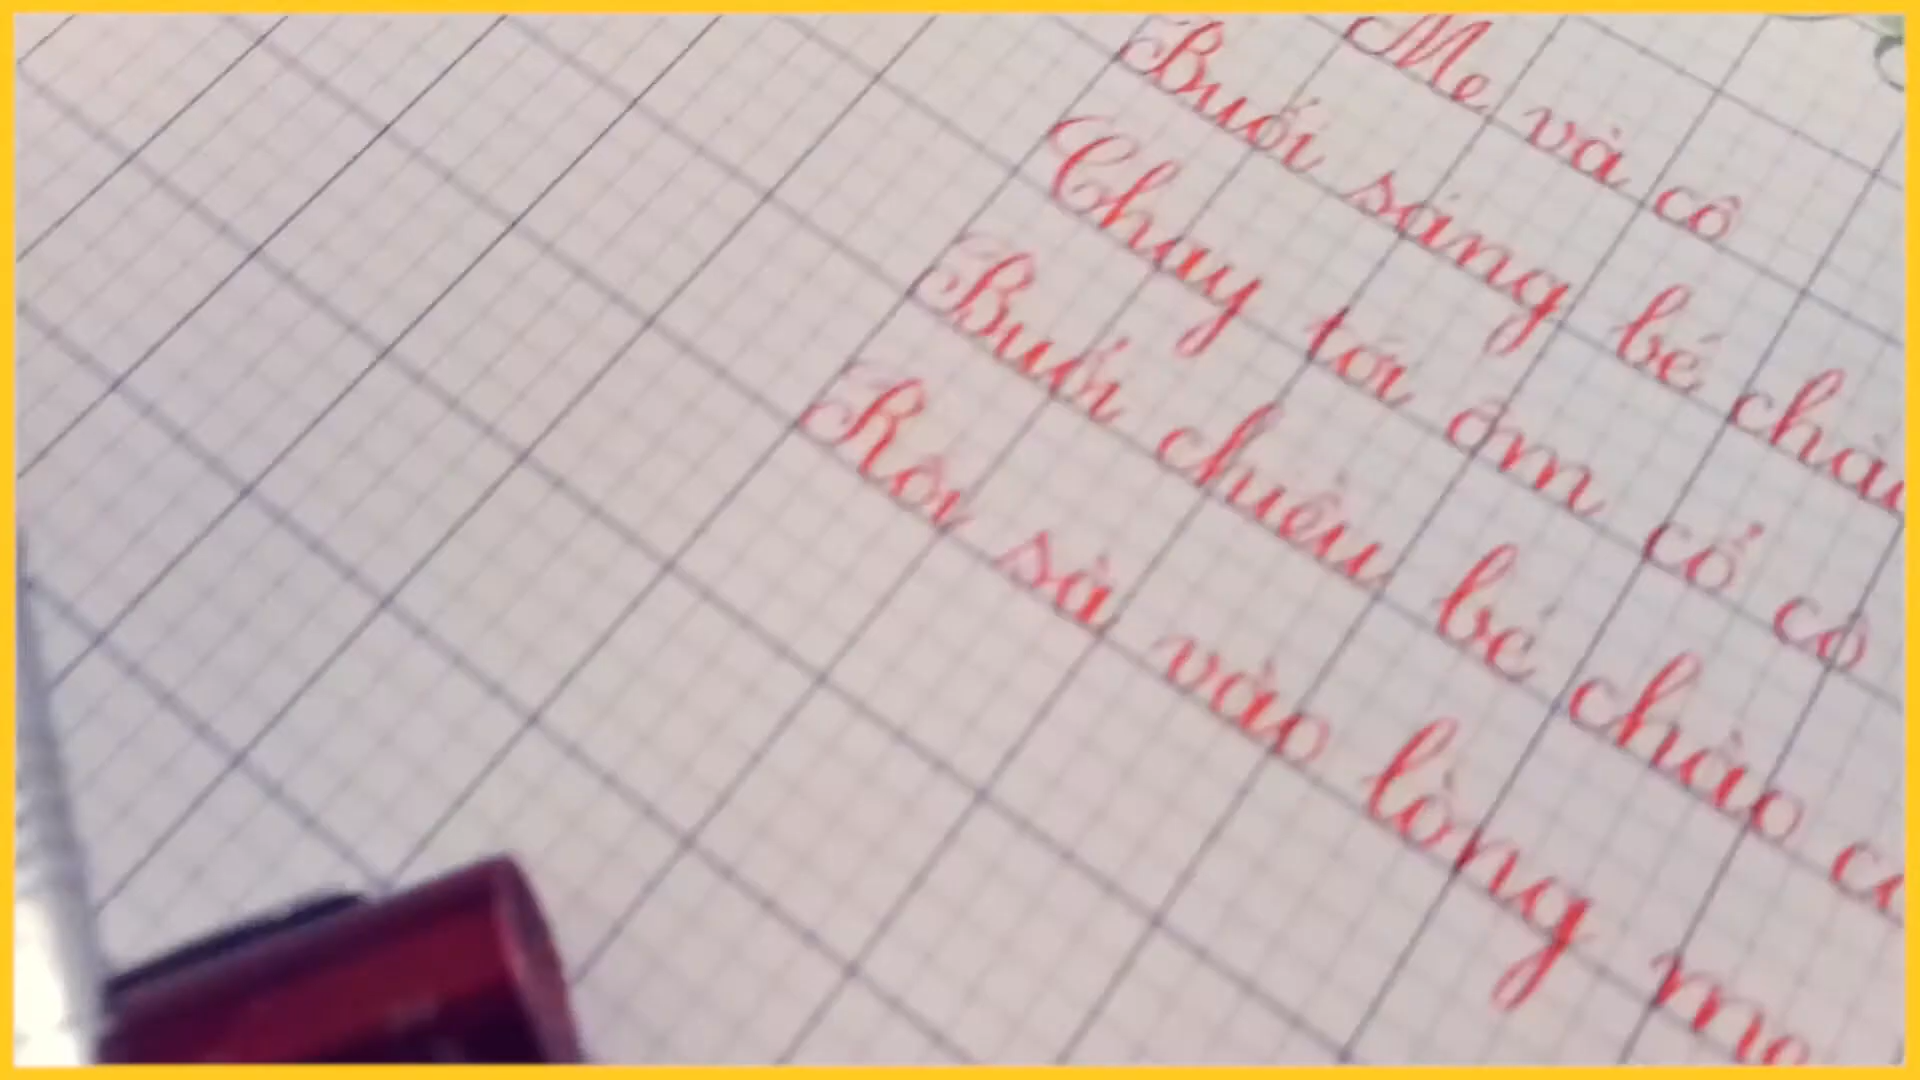 Mẹ và cô
Buổi sáng bé chào
Chạy tới ôm cổ cô
Buổi chiều bé chào cô
Rồi sà vào lòng mẹ